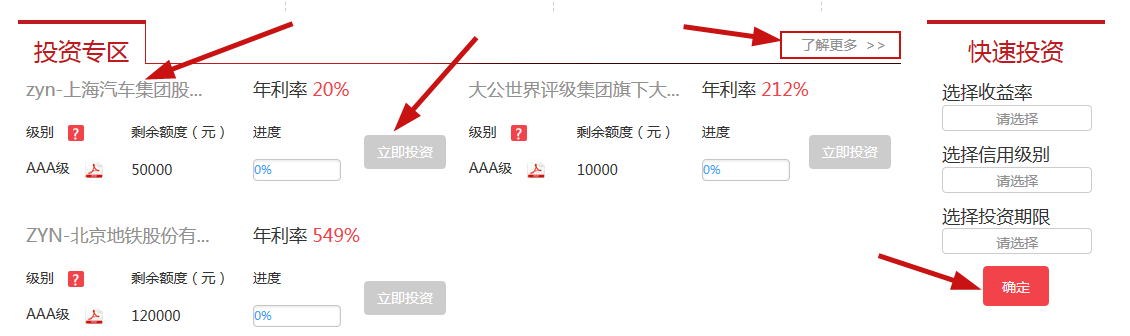 投资专区
了解更多 >>
zyn-上海汽车集团股...
年利率 20%
级别 ?
剩余额度（元）
进度
立即投资
AAA级
50000
0%
大公世界评级集团旗下大...
年利率 212%
级别 ?
剩余额度（元）
进度
立即投资
AAA级
10000
0%
ZYN-北京地铁股份有...
年利率 549%
级别 ?
剩余额度（元）
进度
立即投资
AAA级
120000
0%
快速投资
选择收益率
请选择
选择信用级别
请选择
选择投资期限
请选择
确定